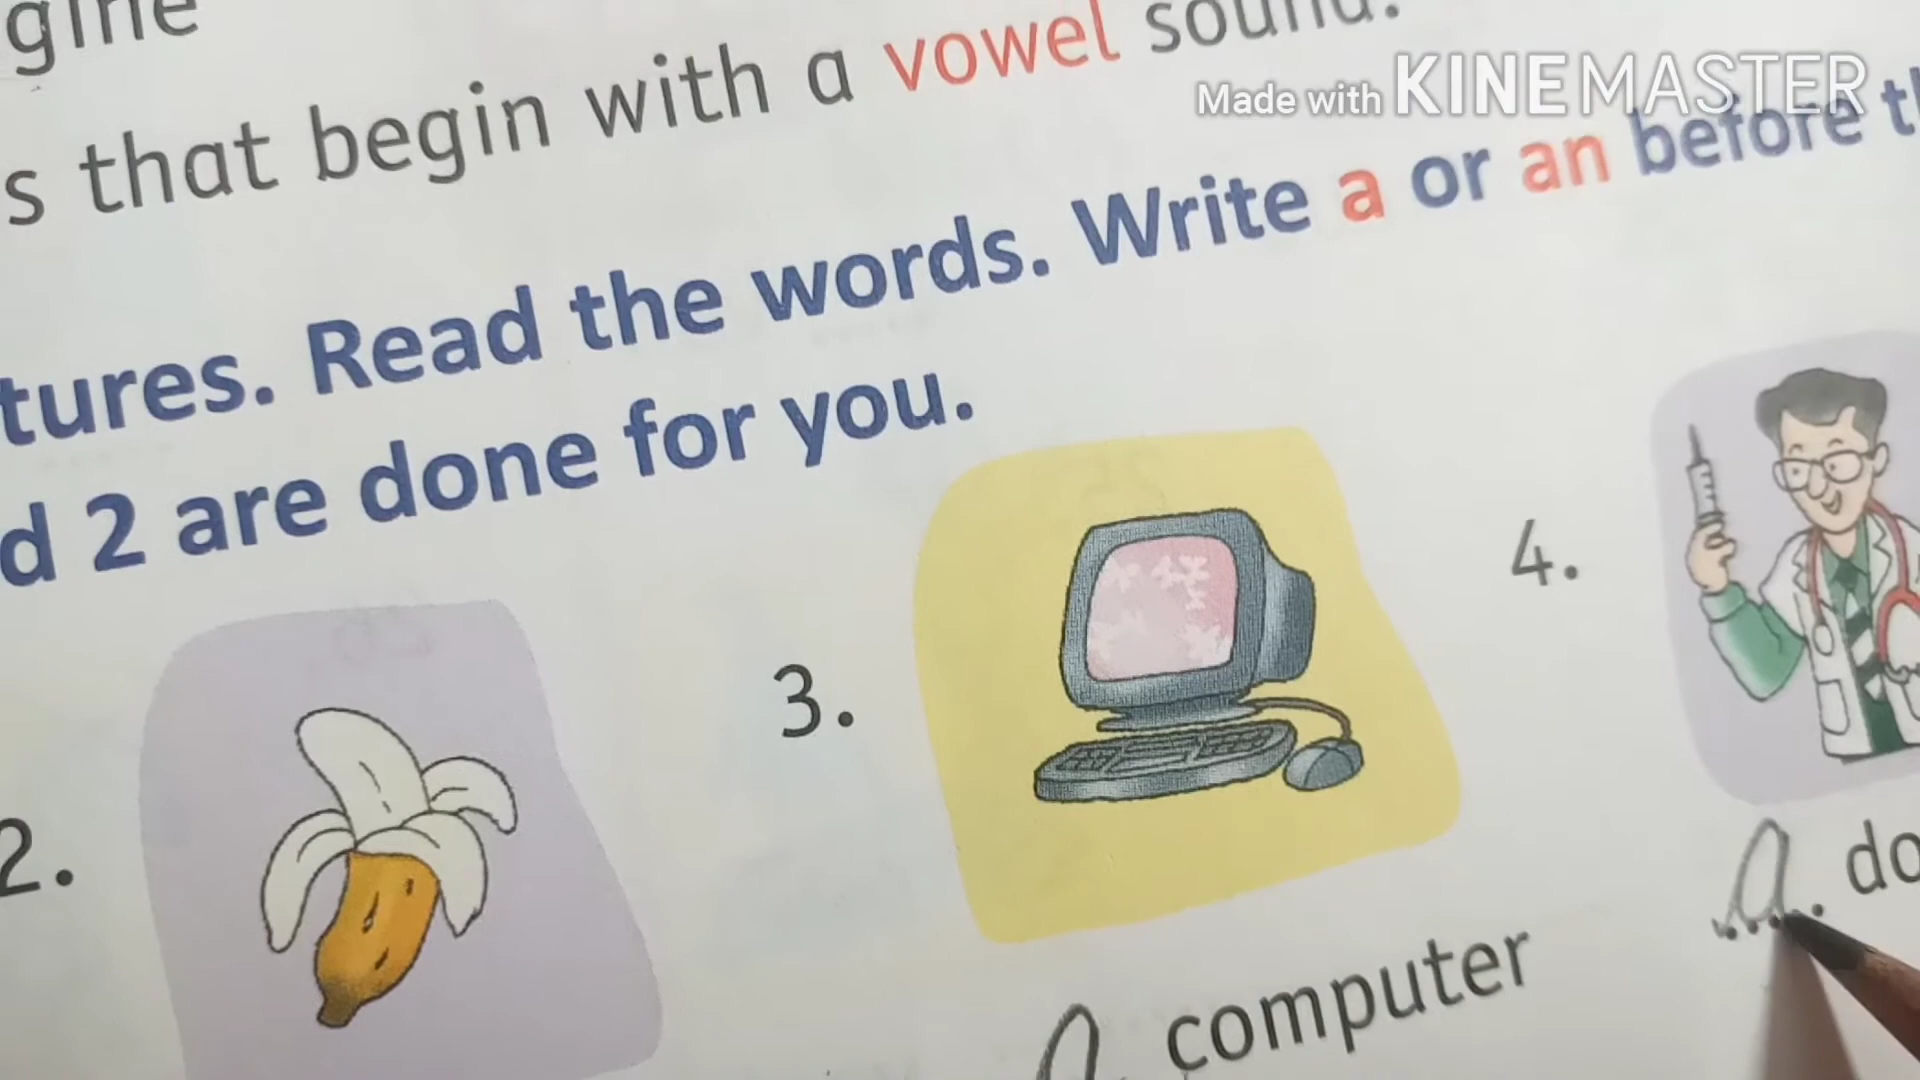 gine
s that begin with a vowel sound.
Made with KINEMASTER
tures. Read the words. Write a or an before
d 2 are done for you.
2.
3.
4.
a computer
a do